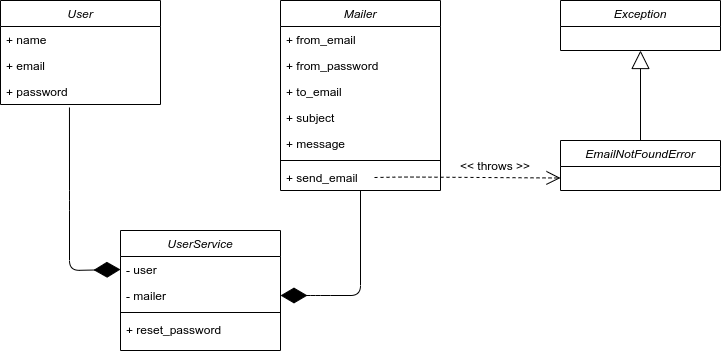 User
+ name
+ email
+ password
Mailer
+ from_email
+ from_password
+ to_email
+ subject
+ message
+ send_email
<< throws >>
Exception
EmailNotFoundError
UserService
- user
- mailer
+ reset_password